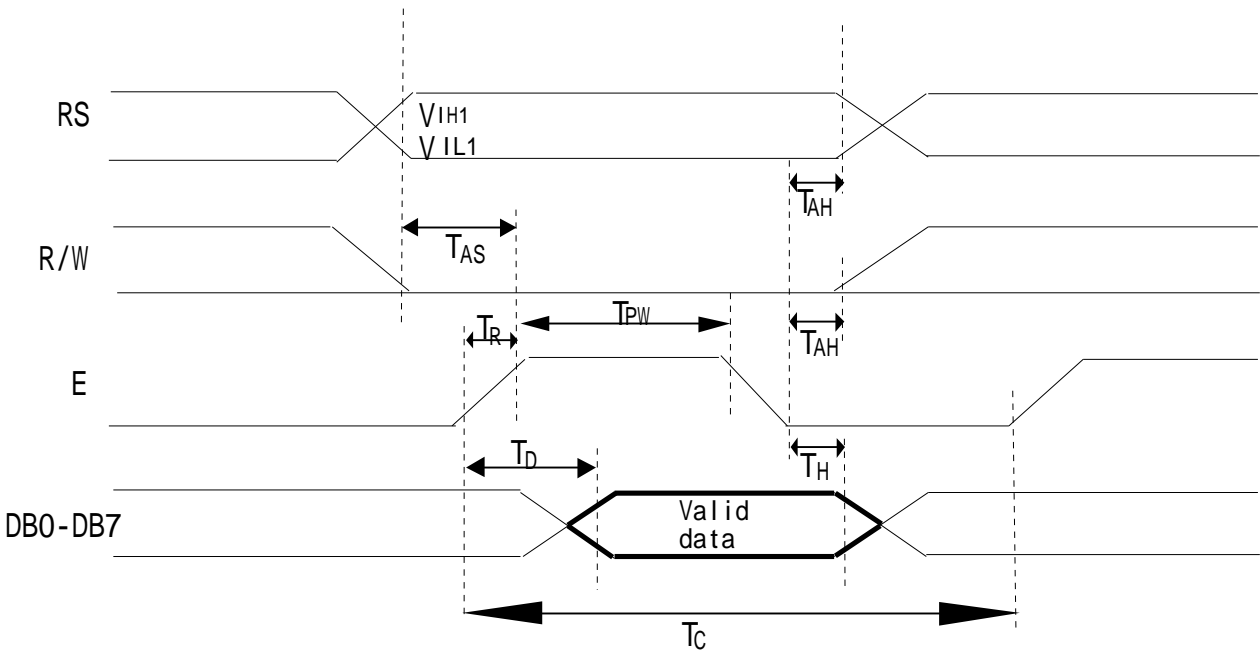 RS
VIH1
VIL1
TAH
TAS
R/W
TR
TPW
TAH
E
TD
TH
DB0-DB7
Valid
data
TC